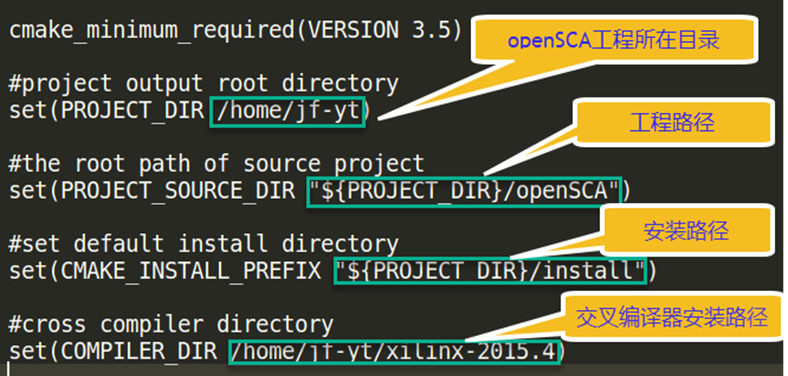 cmake_minimum_required(VERSION 3.5)
openSCA工程所在目录
#project output root directory
set(PROJECT_DIR /home/jf-yt)
工程路径
#the root path of source project
set(PROJECT_SOURCE_DIR "${PROJECT_DIR}/openSCA")
安装路径
#set default install directory
set(CMAKE_INSTALL_PREFIX "${PROJECT_DIR}/install")
交叉编译器安装路径
#cross compiler directory
set(COMPILER_DIR /home/jf-yt/xilinx-2015.4)